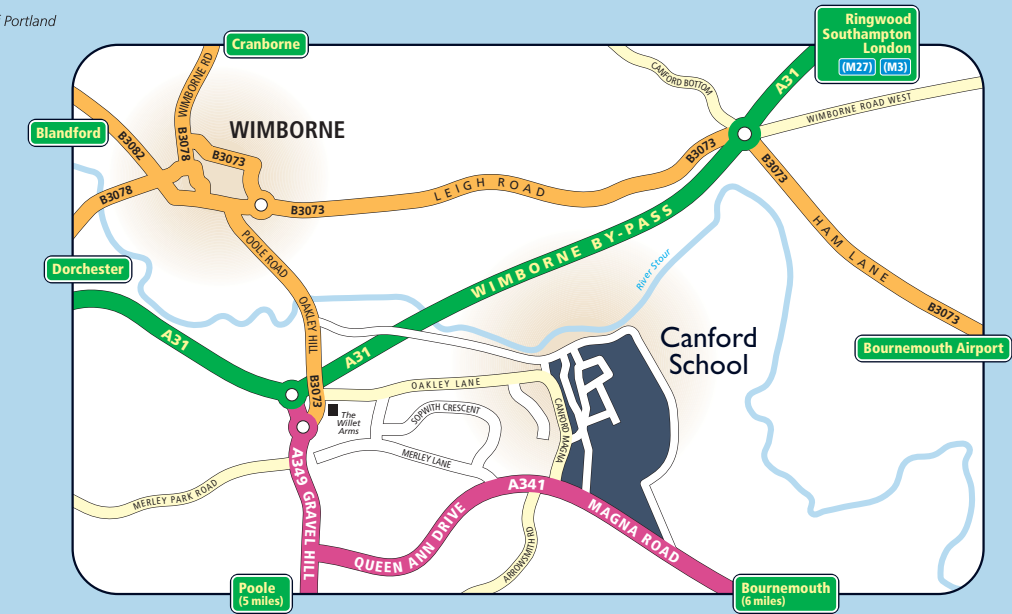 Portland
Cranborne
Ringwood
Southampton
London
(M27) (M3)
WIMBORNE RD
CANFORD BOTTOM
A31
WIMBORNE ROAD WEST
Blandford
B3082
B3078
B3073
WIMBORNE
B3073
B3073
B3078
B3073
LEIGH ROAD
HAM LANE
B3073
POOLE ROAD
WIMBORNE BY-PASS
River Stour
Dorchester
A31
OAKLEY HILL
A31
B3073
Canford
School
Bournemouth Airport
OAKLEY LANE
SOPWITH CRESCENT
CANFORD MAGNA
The
Willet
Arms
MERLEY LANE
MERLEY PARK ROAD
A349 GRAVEL HILL
QUEEN ANN DRIVE
A341
MAGNA ROAD
ARROWSMITH RD
Poole
(5 miles)
Bournemouth
(6 miles)